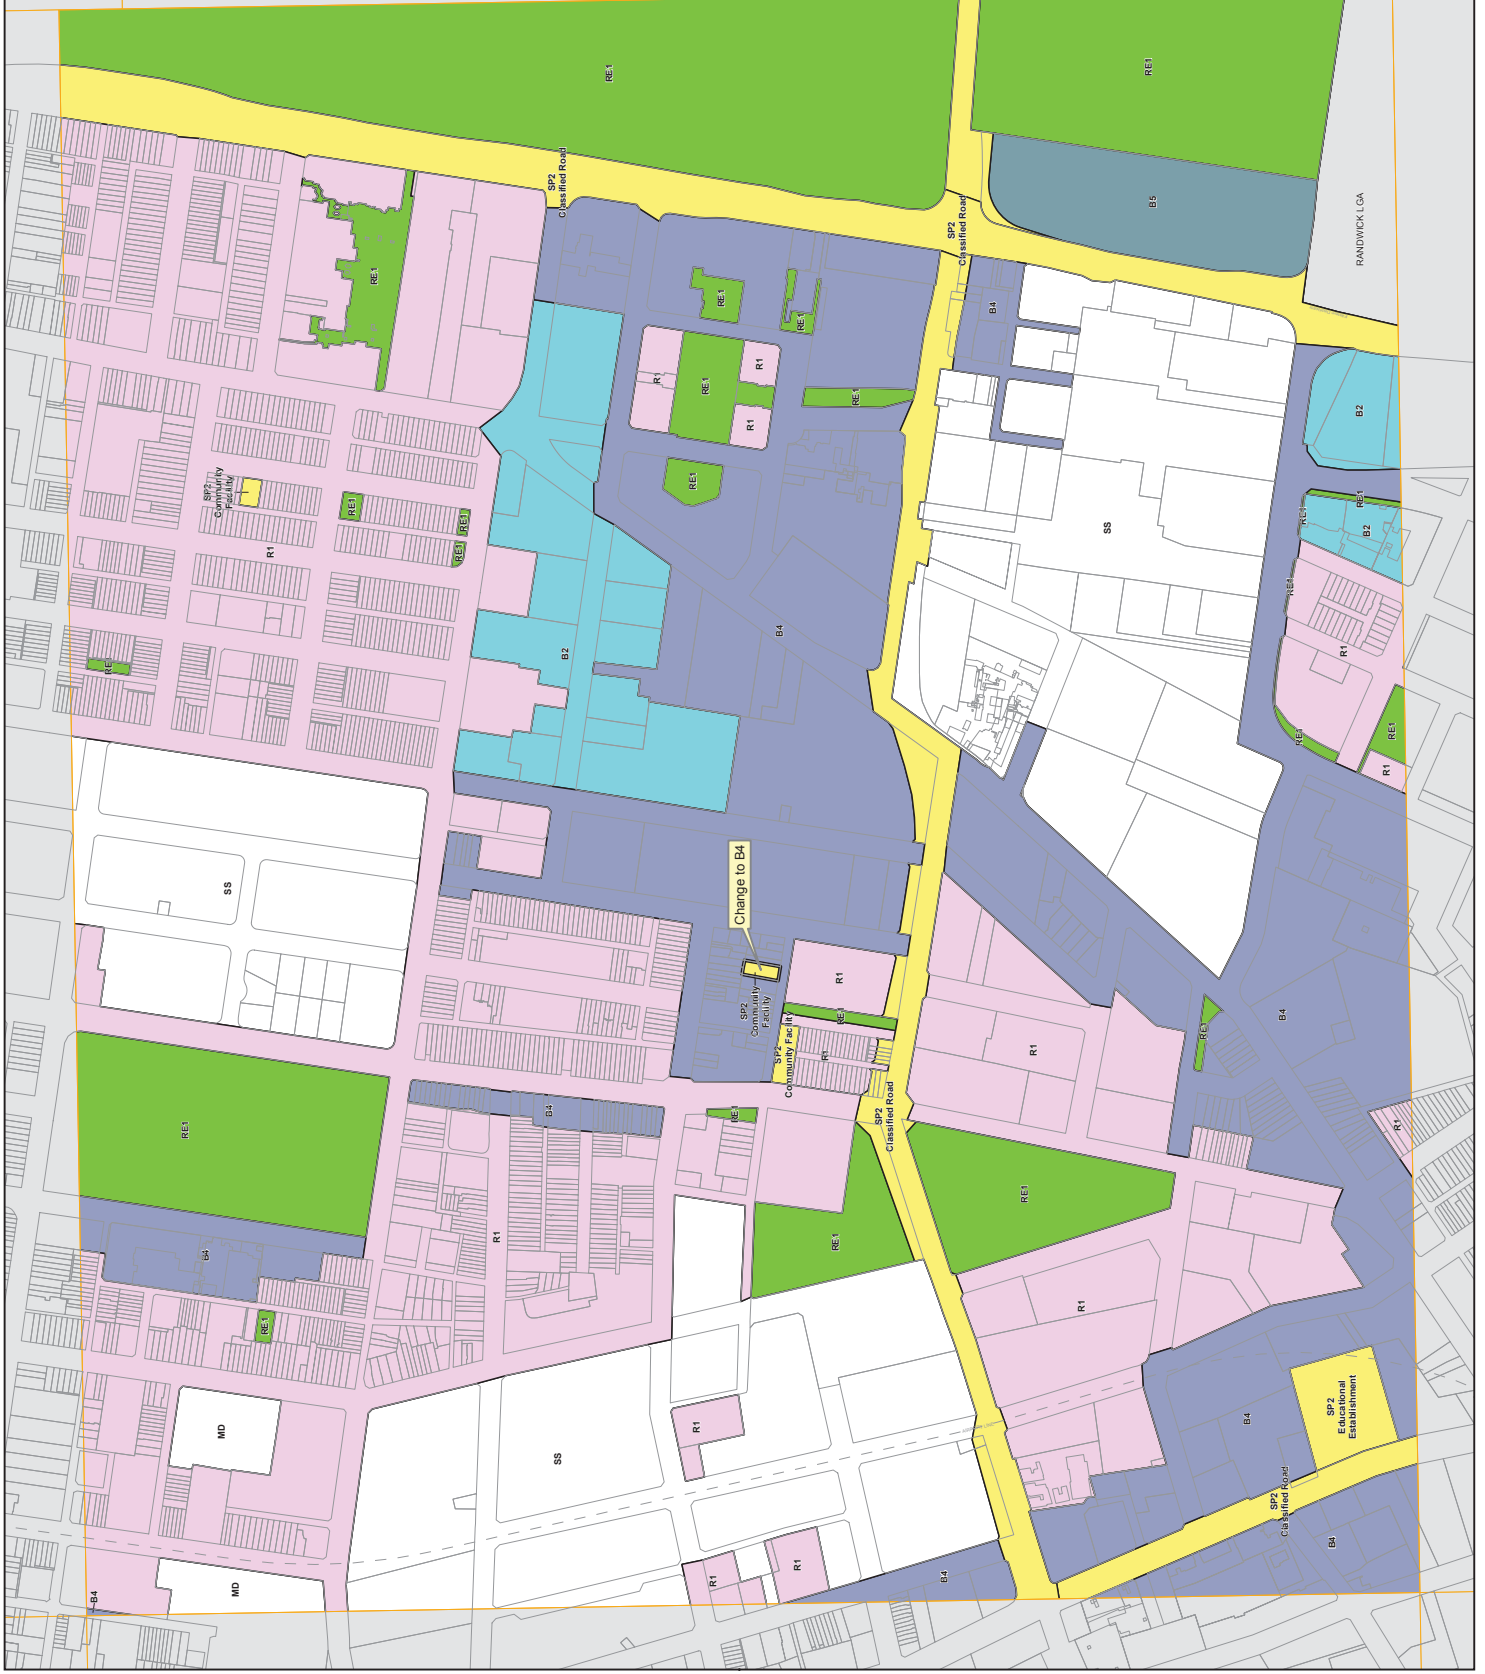 RE1
RE1
SP2
Classified Road
B5
RANDWICK LGA
SP2
Classified Road
RE1
RE1
RE1
B4
R1
R1
RE1
RE1
R1
B2
RE1
SP2
Community
Facility
RE1
RE1
RE1
RE1
R1
SS
RE1
RE1
B2
RE1
RE
B2
B4
R1
RE1
RE1
R1
SS
Change to B4
R1
SP2
Community
Facility
RE1
SP2
Community Facility
R1
B4
RE1
R1
RE1
B4
RE1
SP2
Classified Road
R1
RE1
B4
R1
RE1
RE1
R1
B4
SP2
Educational
Establishment
MD
R1
SS
SP2
Classified Road
B4
MD
B4
R1
R1
B4